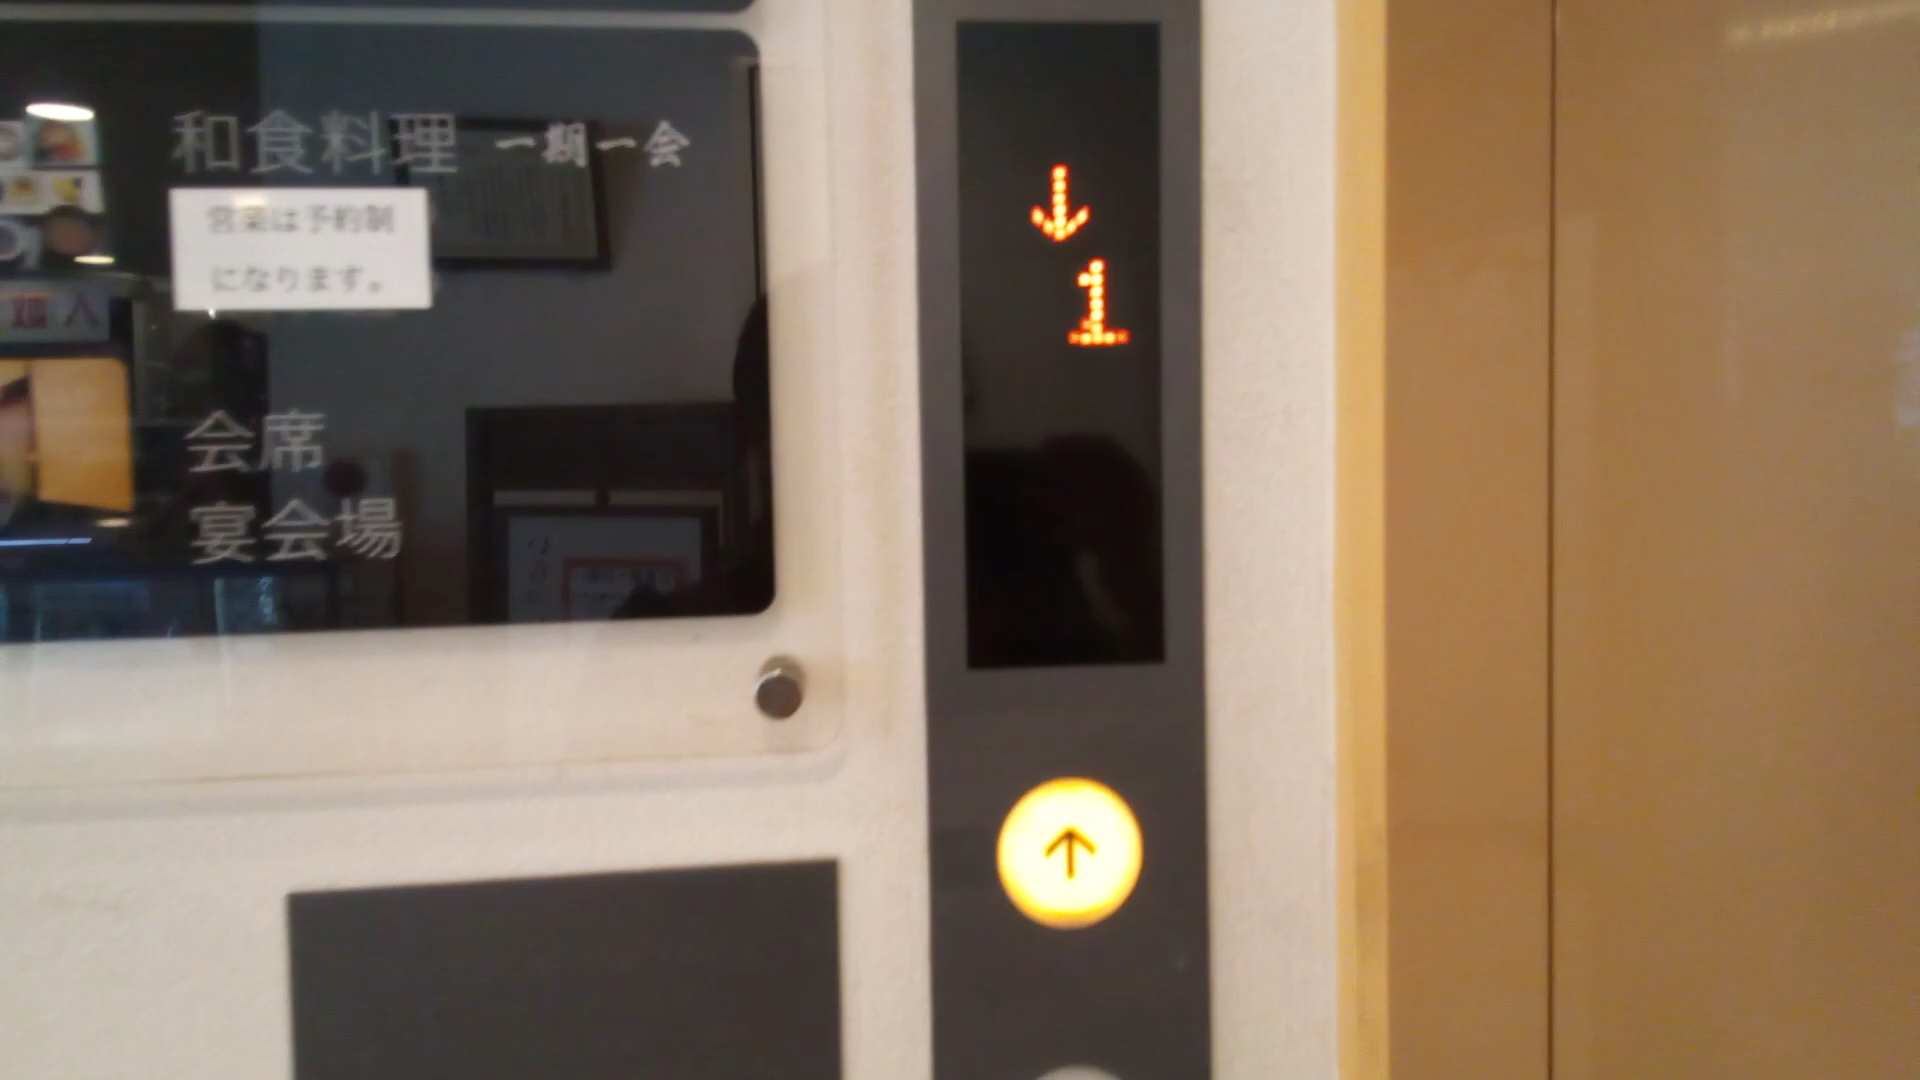 和食料理 一期一会
営業は予約制
になります。
会席
宴会場
↓
1
↑